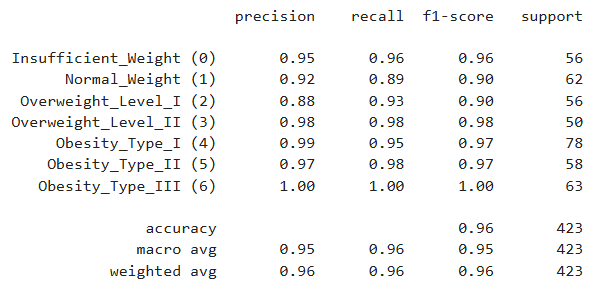 precision recall f1-score support
Insufficient_Weight (0) 0.95 0.96 0.96 56
Normal_Weight (1) 0.92 0.89 0.90 62
Overweight_Level_I (2) 0.88 0.93 0.90 56
Overweight_Level_II (3) 0.98 0.98 0.98 50
Obesity_Type_I (4) 0.99 0.95 0.97 78
Obesity_Type_II (5) 0.97 0.98 0.97 58
Obesity_Type_III (6) 1.00 1.00 1.00 63
accuracy 0.96 423
macro avg 0.95 0.96 0.95 423
weighted avg 0.96 0.96 0.96 423